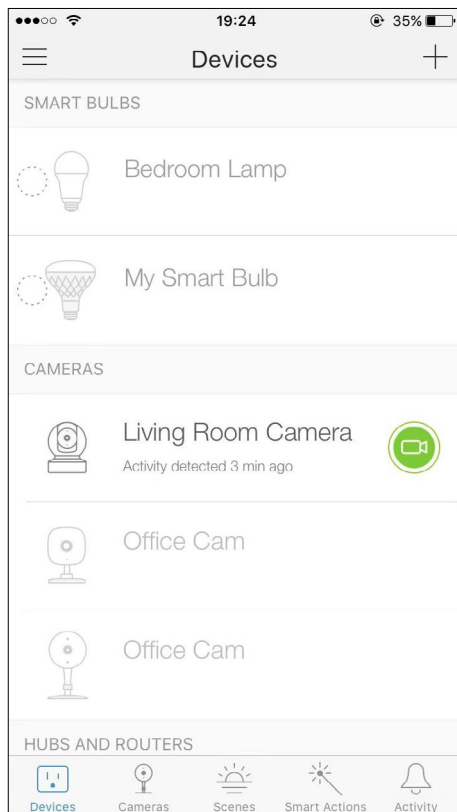 19:24
35%
Devices
SMART BULBS
Bedroom Lamp
My Smart Bulb
CAMERAS
Living Room Camera
Activity detected 3 min ago
Office Cam
Office Cam
HUBS AND ROUTERS
Devices Cameras Scenes Smart Actions Activity